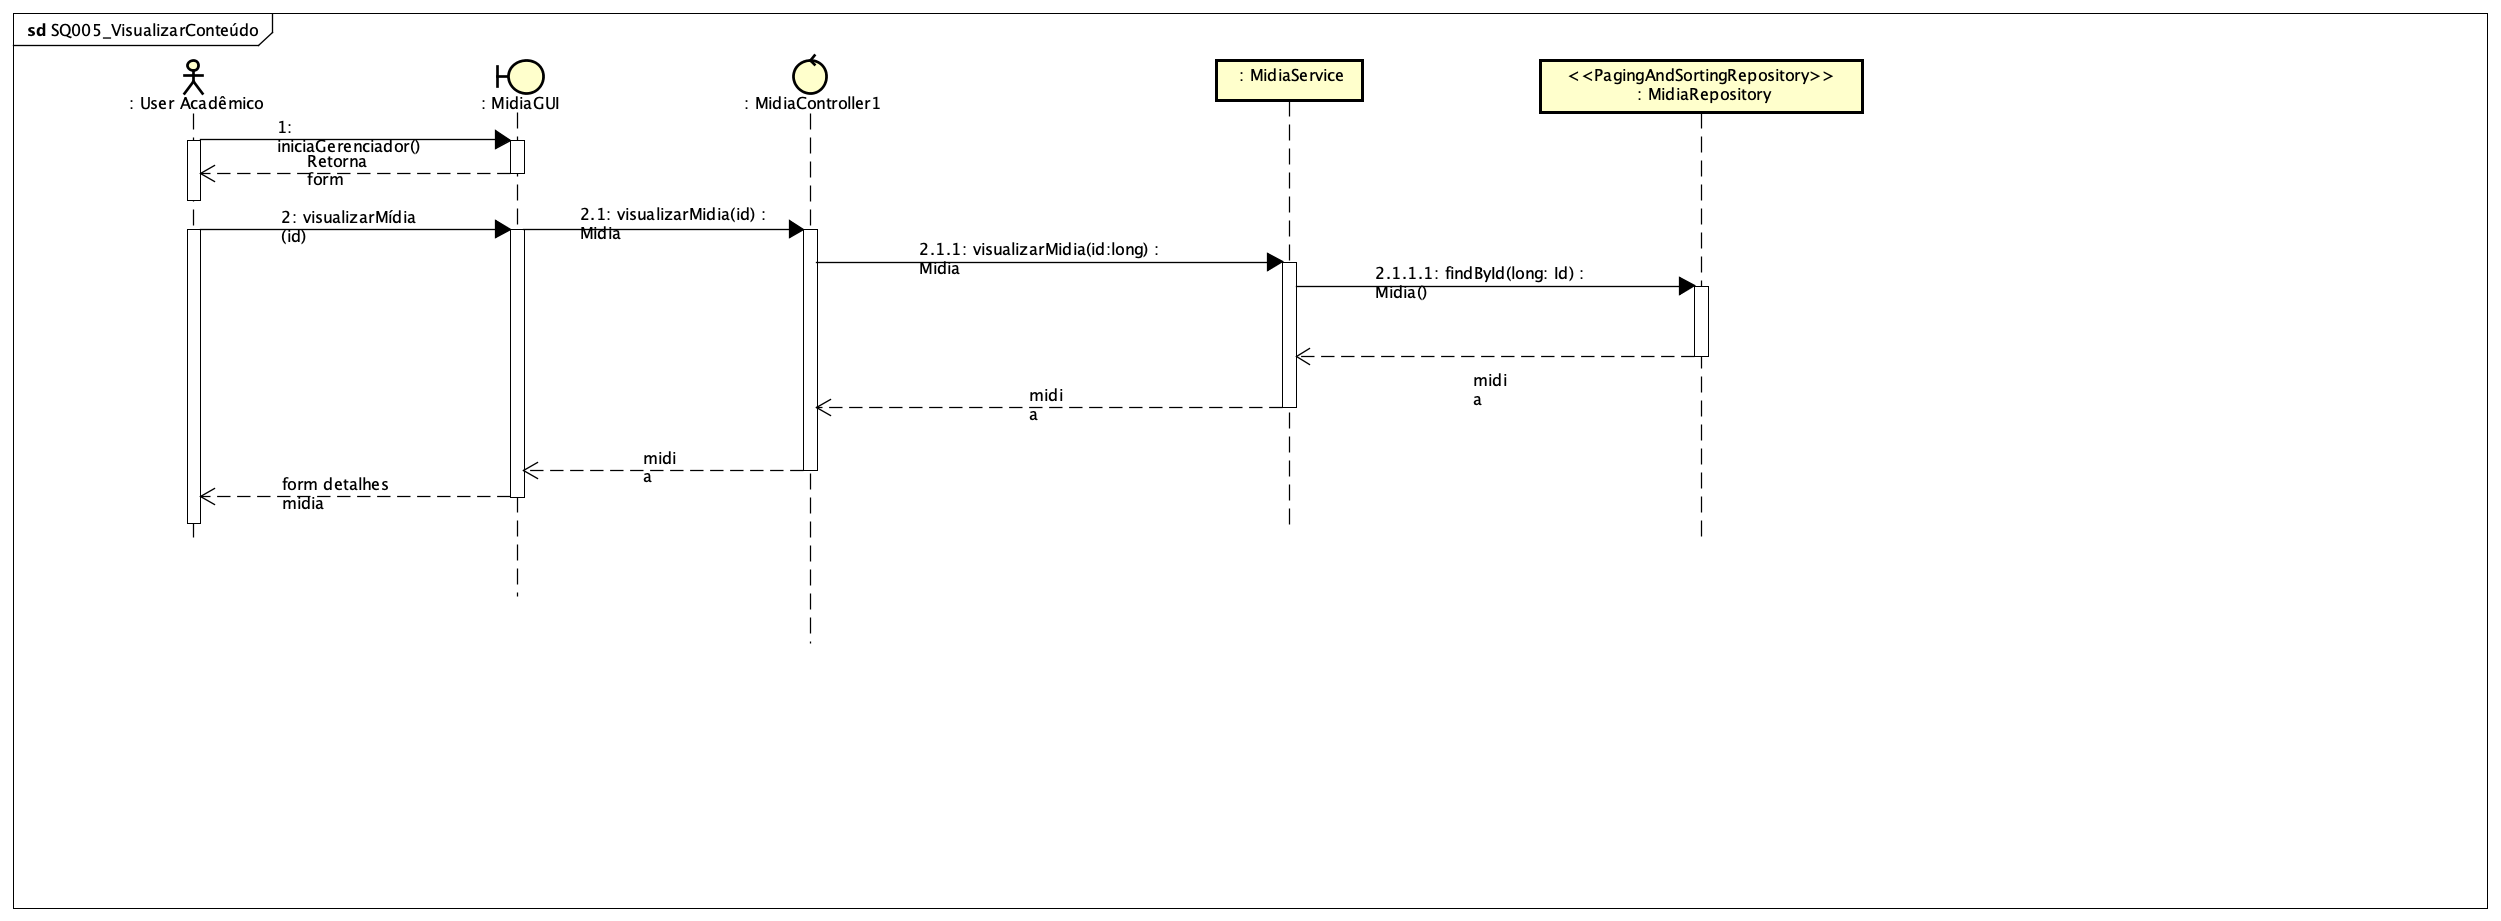 sd SQ005_VisualizarConteúdo
: User Acadêmico
: MidiaGUI
: MidiaController1
: MidiaService
<<PagingAndSortingRepository>>
: MidiaRepository
1:
iniciaGerenciador()
Retorna
form
2: visualizarMídia
(id)
2.1: visualizarMidia(id) :
Midia
2.1.1: visualizarMidia(id:long) :
Midia
2.1.1.1: findById(long: Id) :
Midia()
midi
a
midi
a
midi
a
form detalhes
midia